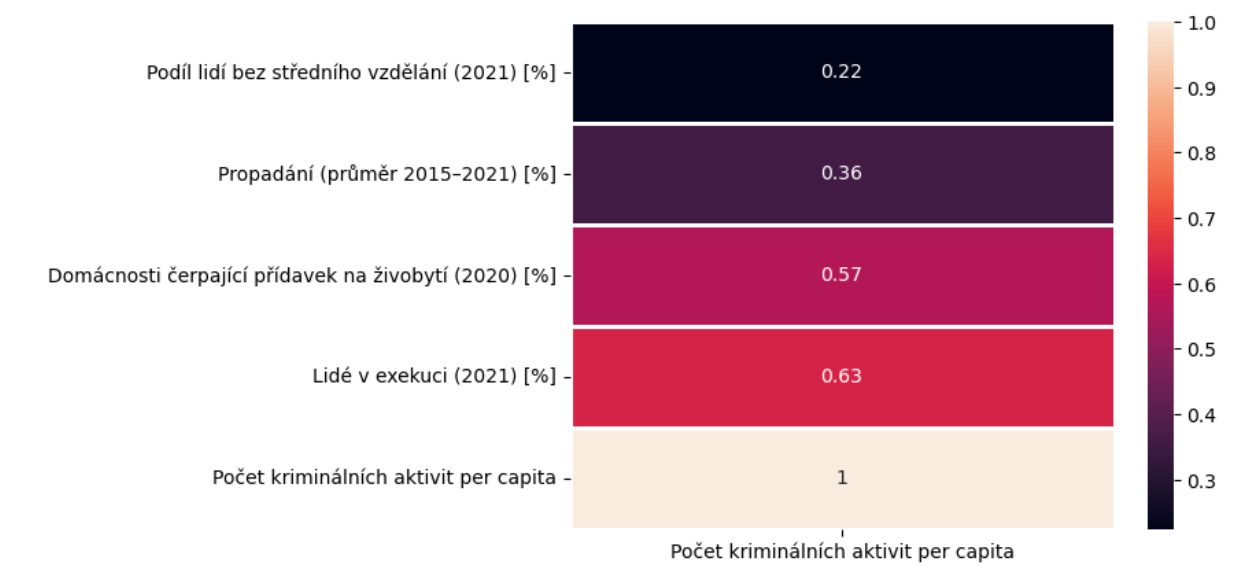 Podíl lidí bez středního vzdělání (2021) [%]
0.22
Propadání (průměr 2015–2021) [%]
0.36
Domácnosti čerpající přídavek na živobytí (2020) [%]
0.57
Lidé v exekuci (2021) [%]
0.63
Počet kriminálních aktivit per capita
1
Počet kriminálních aktivit per capita
1.0
0.9
0.8
0.7
0.6
0.5
0.4
0.3